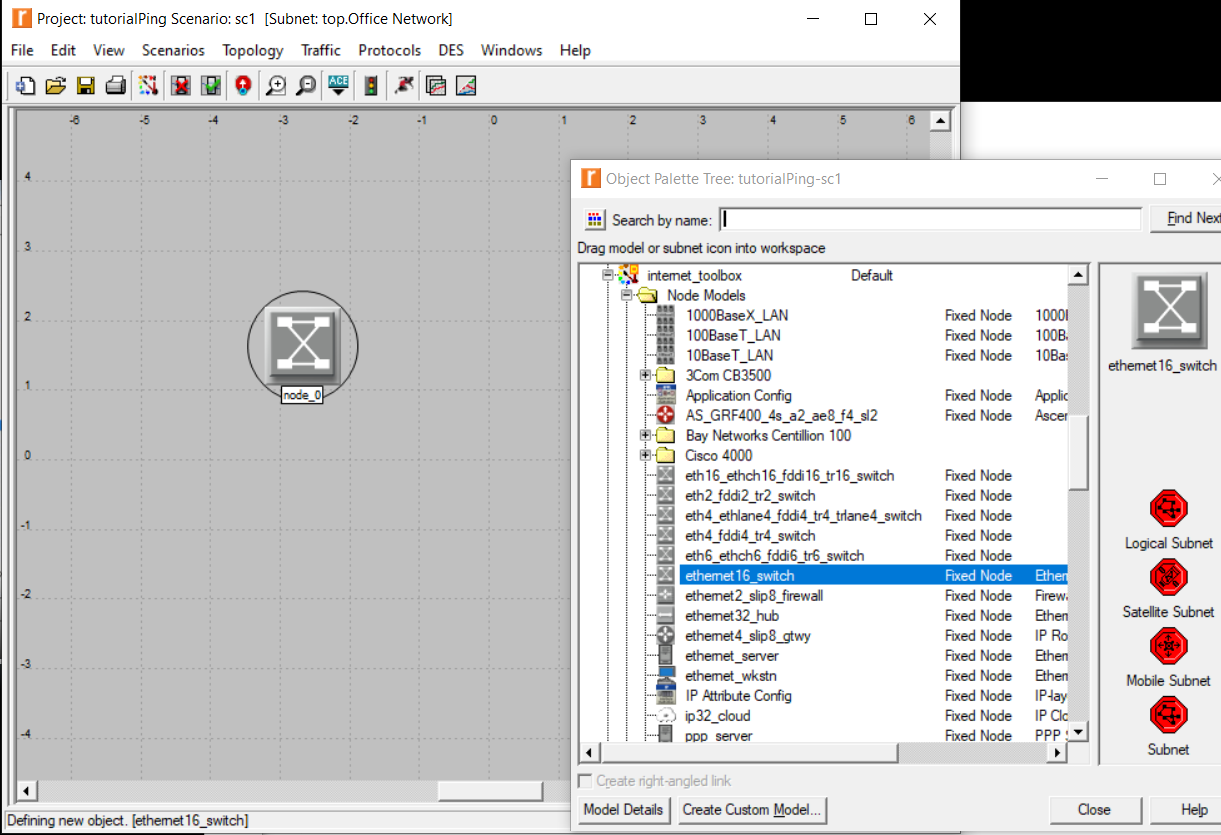 Project: tutorialPing Scenario: sc1 [Subnet: top.Office Network]
File Edit View Scenarios Topology Traffic Protocols DES Windows Help
ACE
-6 -5 -4 -3 -2 -1 0 1 2 3 4 5 6
4
3
2
1
0
-1
-2
-3
-4
node_0
Defining new object. [ethernet16_switch]
Object Palette Tree: tutorialPing-sc1
Search by name:
Find Next
Drag model or subnet icon into workspace
internet_toolbox Default
Node Models
1000BaseX_LAN Fixed Node 1000
100BaseT_LAN Fixed Node 100B
10BaseT_LAN Fixed Node 10Ba
3Com CB3500
Application Config Fixed Node Applic
AS_GRF400_4s_a2_ae8_f4_sl2 Fixed Node Ascer
Bay Networks Centillion 100
Cisco 4000
eth16_ethch16_fddi16_tr16_switch Fixed Node
eth2_fddi2_tr2_switch Fixed Node
eth4_ethlane4_fddi4_tr4_trlane4_switch Fixed Node
eth4_fddi4_tr4_switch Fixed Node
eth6_ethch6_fddi6_tr6_switch Fixed Node
ethernet16_switch Fixed Node Ether
ethernet2_slip8_firewall Fixed Node Firew
ethernet32_hub Fixed Node Ether
ethernet4_slip8_gtwy Fixed Node IP Ro
ethernet_server Fixed Node Ether
ethernet_wkstn Fixed Node Ether
IP Attribute Config Fixed Node IP-lay
ip32_cloud Fixed Node IP Clo
ppp_server Fixed Node PPP
ethernet16_switch
Logical Subnet
Satellite Subnet
Mobile Subnet
Subnet
Create right-angled link
Model Details Create Custom Model... Close Help